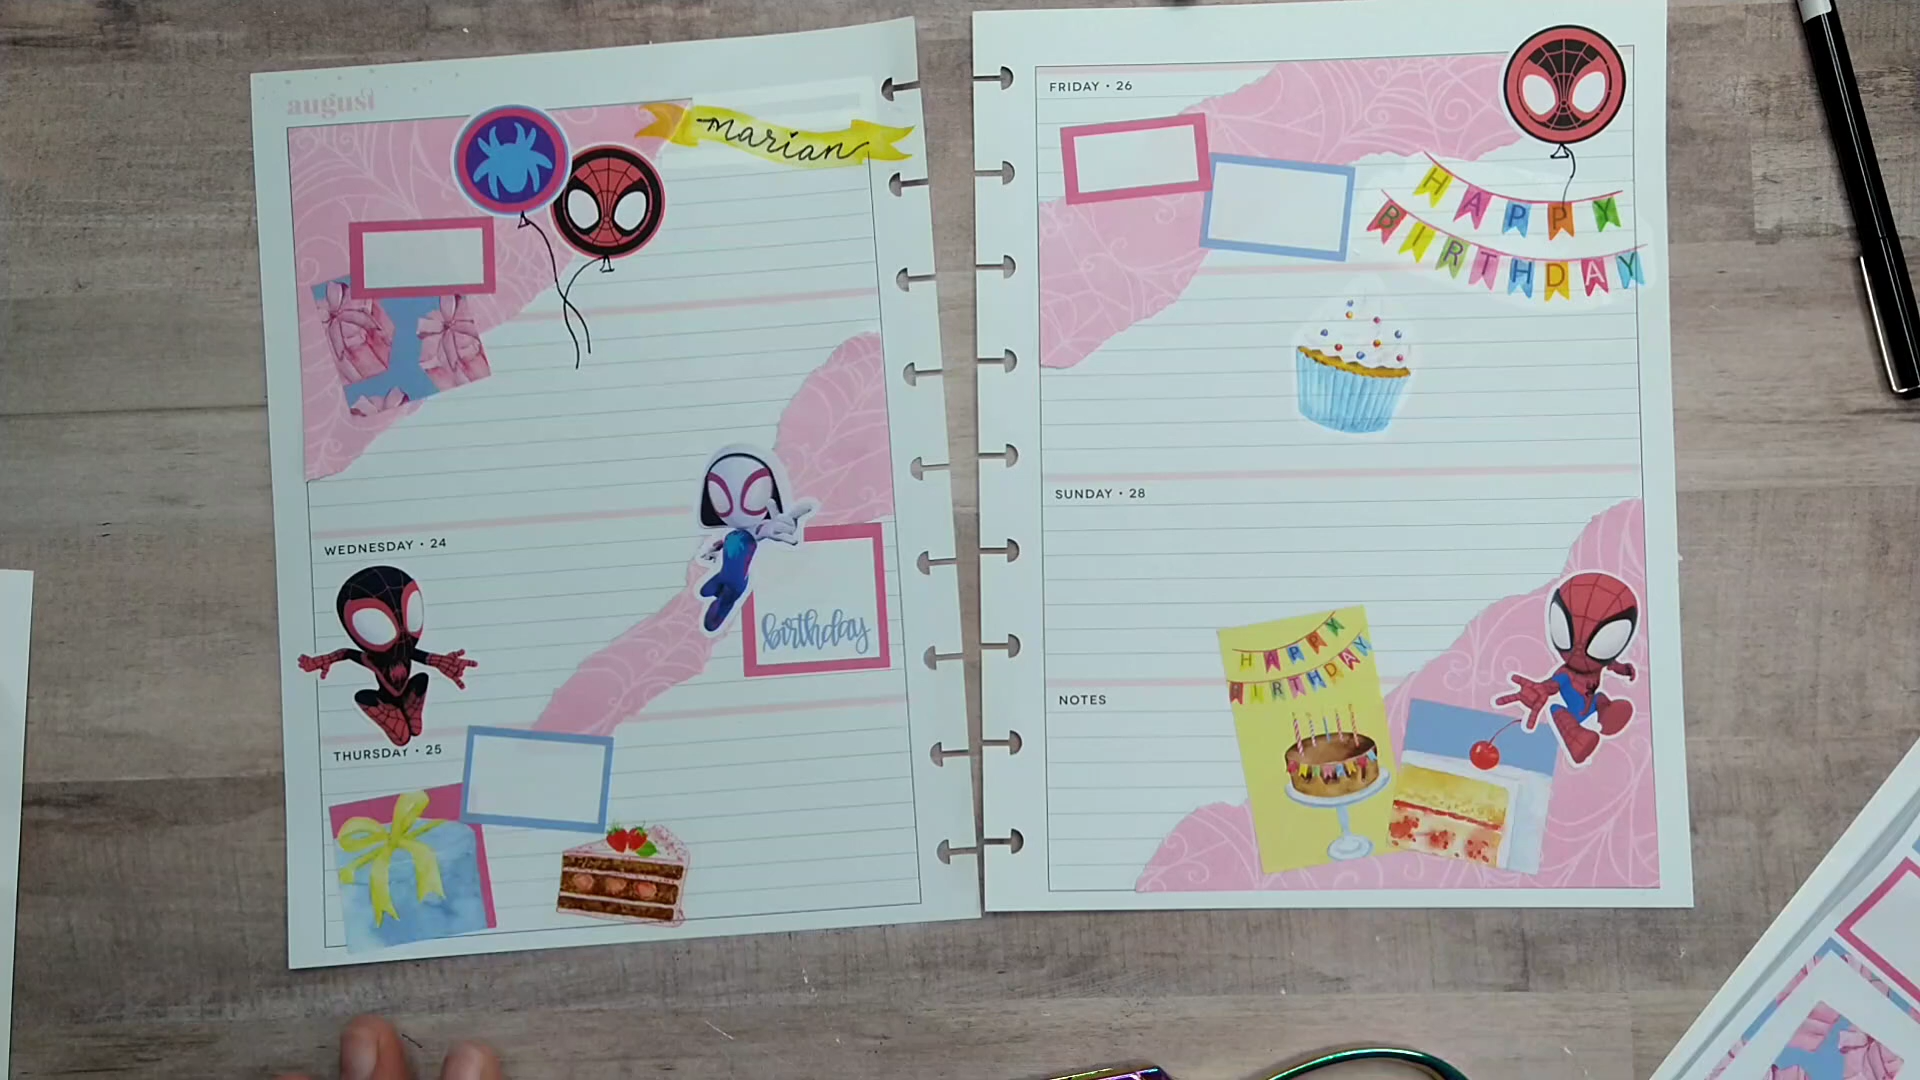 august
marian
WEDNESDAY • 24
birthday
THURSDAY • 25
FRIDAY • 26
HAPPY
BIRTHDAY
SUNDAY • 28
HAPPY
BIRTHDAY
NOTES